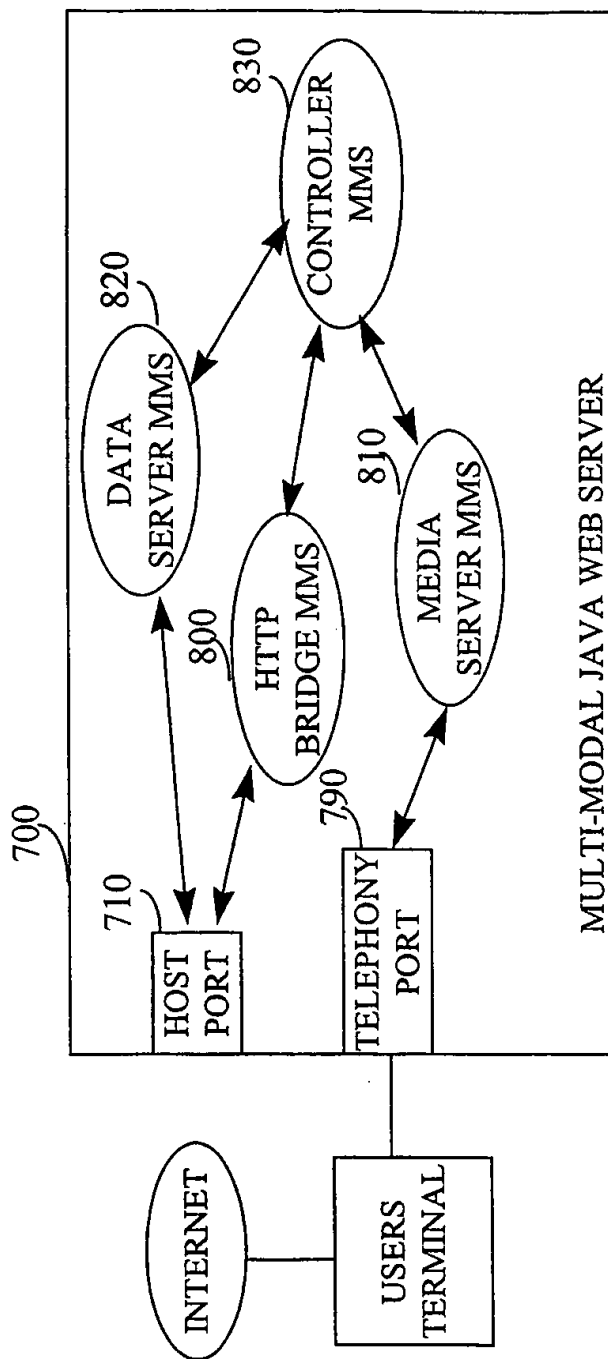 700
INTERNET
USERS
TERMINAL
710
HOST
PORT
790
TELEPHONY
PORT
820
DATA
SERVER MMS
800
HTTP
BRIDGE MMS
810
MEDIA
SERVER MMS
830
CONTROLLER
MMS
MULTI-MODAL JAVA WEB SERVER